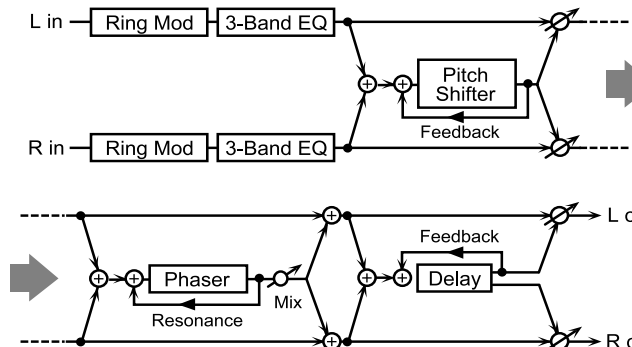 L in Ring Mod 3-Band EQ
Pitch
Shifter
Feedback
R in Ring Mod 3-Band EQ
L o
Feedback
Phaser
Delay
Resonance
Mix
R o